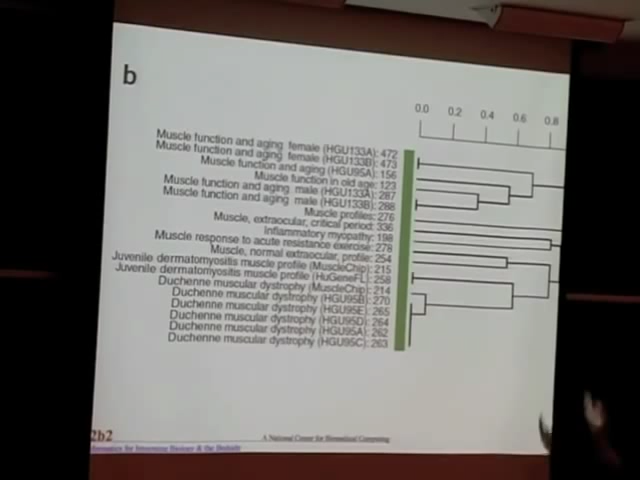 b
0.0 0.2 0.4 0.6 0.8
Muscle function and aging female (HGU133A): 472
Muscle function and aging female (HGU133B): 473
Muscle function and aging (HGU95A): 156
Muscle function in old age: 123
Muscle function and aging male (HGU133A): 287
Muscle function and aging male (HGU133B): 288
Muscle profiles: 276
Muscle, extraocular, critical period: 336
Inflammatory myopathy: 198
Muscle response to acute resistance exercise: 278
Muscle, normal extraocular, profile: 254
Juvenile dermatomyositis muscle profile (MuscleChip): 215
Juvenile dermatomyositis muscle profile (HuGeneFL): 258
Duchenne muscular dystrophy (MuscleChip): 214
Duchenne muscular dystrophy (HGU95B): 270
Duchenne muscular dystrophy (HGU95E): 265
Duchenne muscular dystrophy (HGU95D): 264
Duchenne muscular dystrophy (HGU95A): 262
Duchenne muscular dystrophy (HGU95C): 263
2b2
A National Center for Biomedical Computing
for Integrating Biology & the Bedside